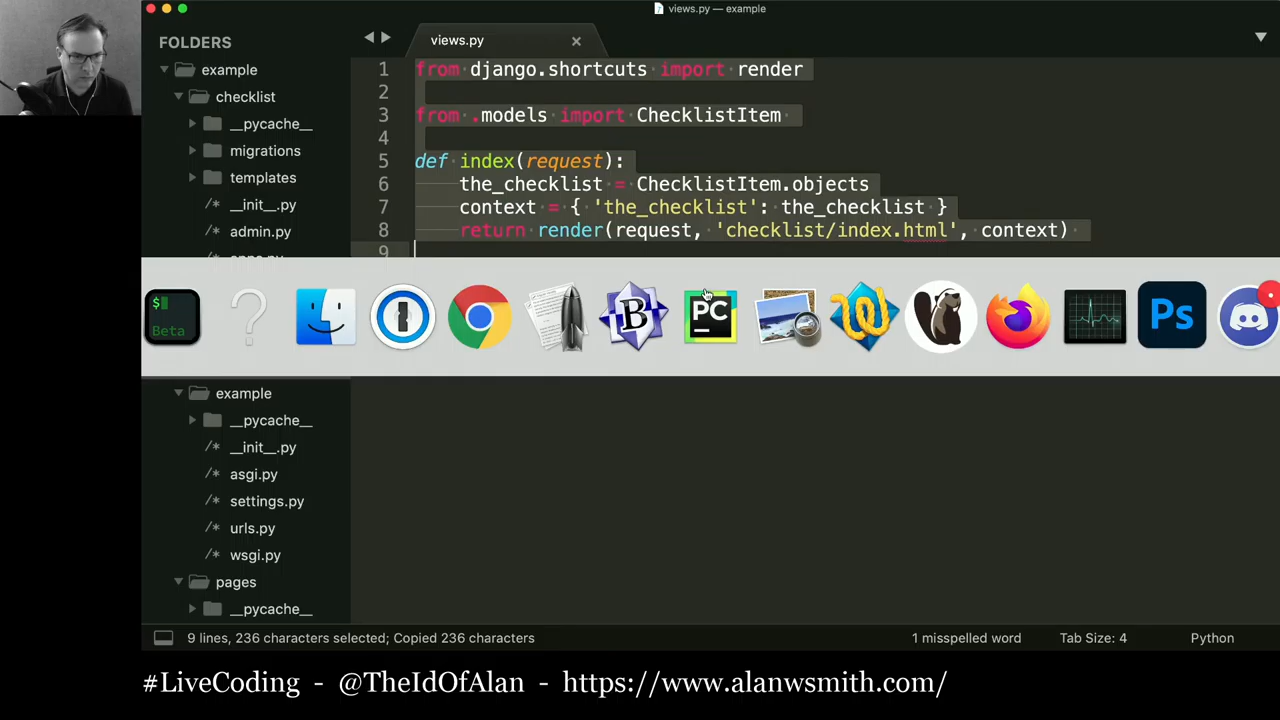 views.py — example
FOLDERS
example
checklist
__pycache__
migrations
templates
__init__.py
admin.py
views.py
1 from django.shortcuts import render
2
3 from .models import ChecklistItem
4
5 def index(request):
6 the_checklist = ChecklistItem.objects
7 context = { 'the_checklist': the_checklist }
8 return render(request, 'checklist/index.html', context)
9
$
Beta
?
B
PC
Ps
example
__pycache__
/* __init__.py
/* asgi.py
/* settings.py
/* urls.py
/* wsgi.py
pages
__pycache__
9 lines, 236 characters selected; Copied 236 characters
1 misspelled word
Tab Size: 4
Python
#LiveCoding - @TheIdOfAlan - https://www.alanwsmith.com/